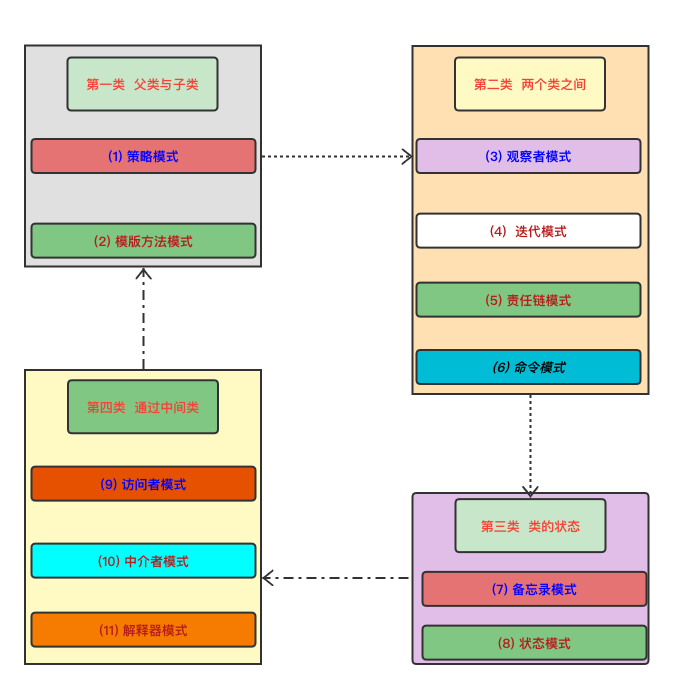 第一类 父类与子类
(1) 策略模式
(2) 模版方法模式
第二类 两个类之间
(3) 观察者模式
(4) 迭代模式
(5) 责任链模式
(6) 命令模式
第三类 类的状态
(7) 备忘录模式
(8) 状态模式
第四类 通过中间类
(9) 访问者模式
(10) 中介者模式
(11) 解释器模式